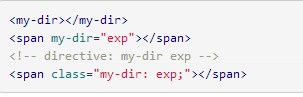 <my-dir></my-dir>
<span my-dir="exp"></span>
<!-- directive: my-dir exp -->
<span class="my-dir: exp;"></span>